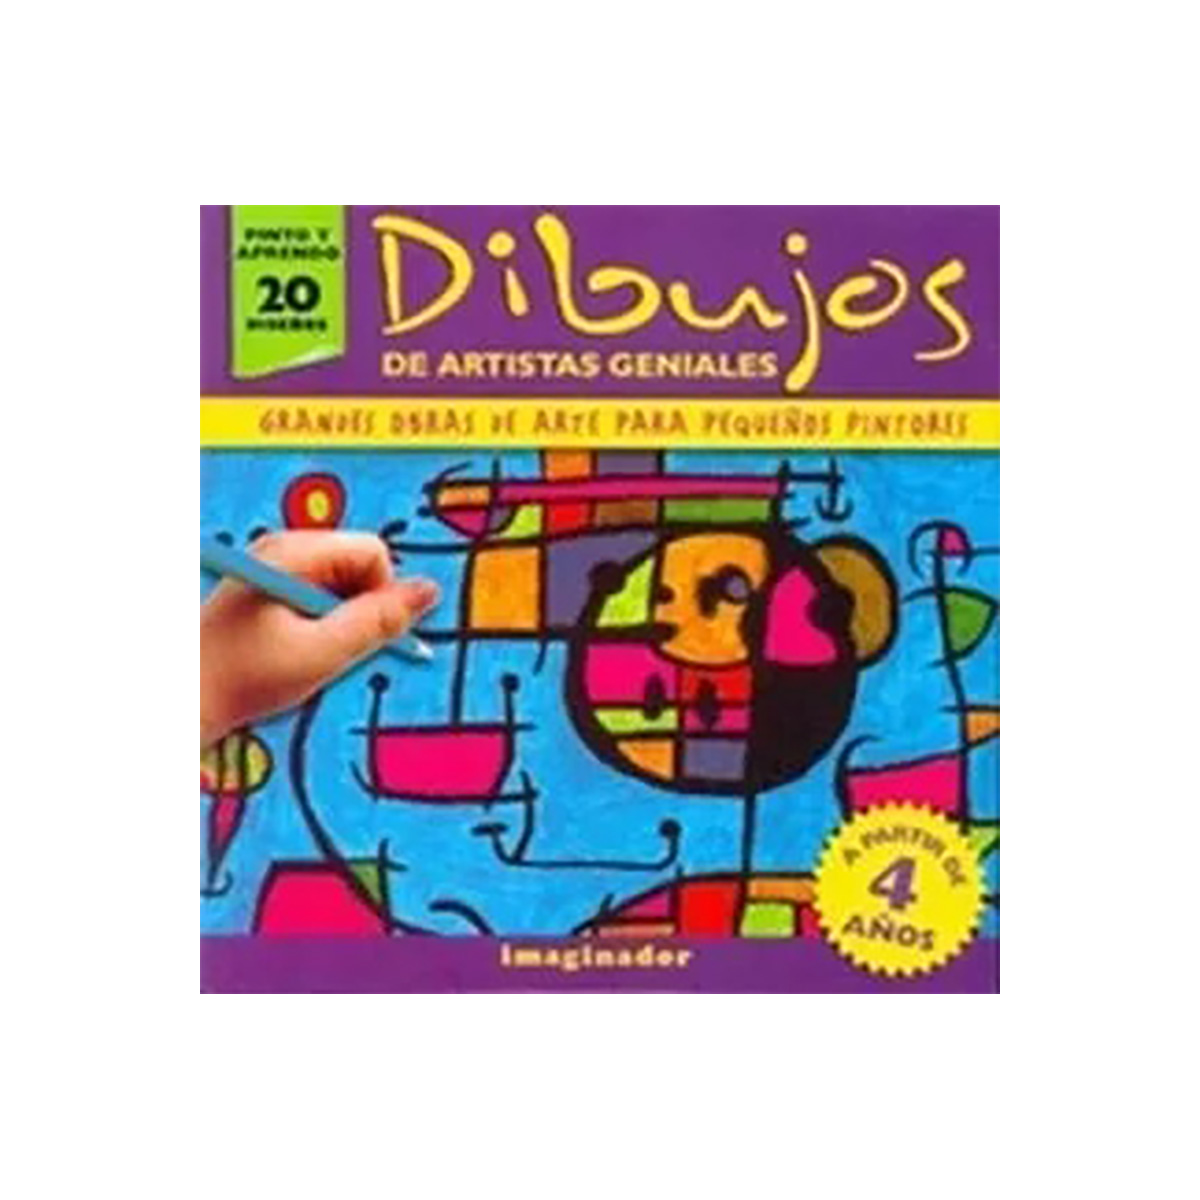 PINTO Y
APRENDO
20
DISEÑOS
Dibujos
DE ARTISTAS GENIALES
GRANDES OBRAS DE ARTE PARA PEQUEÑOS PINTORES
A PARTIR DE
4
AÑOS
imaginador